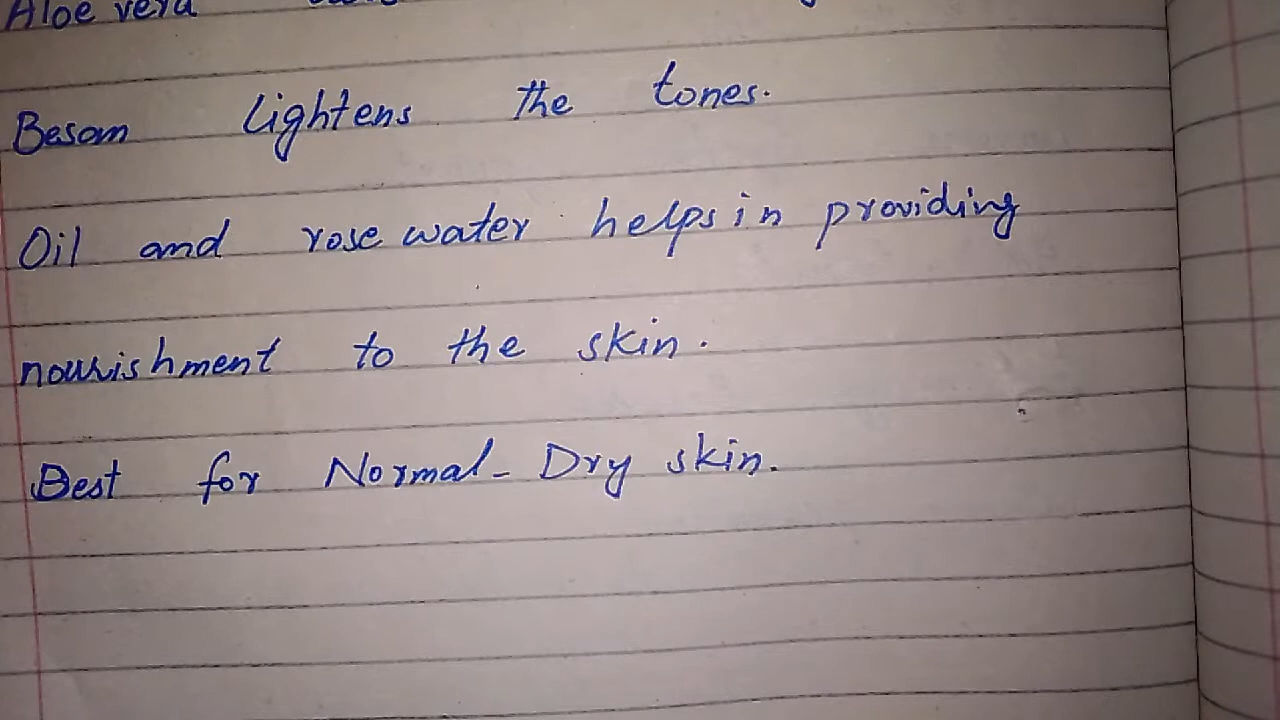 Aloe vera
Besan lightens the tones.
Oil and rose water helps in providing
nourishment to the skin.
Best for Normal-Dry skin.